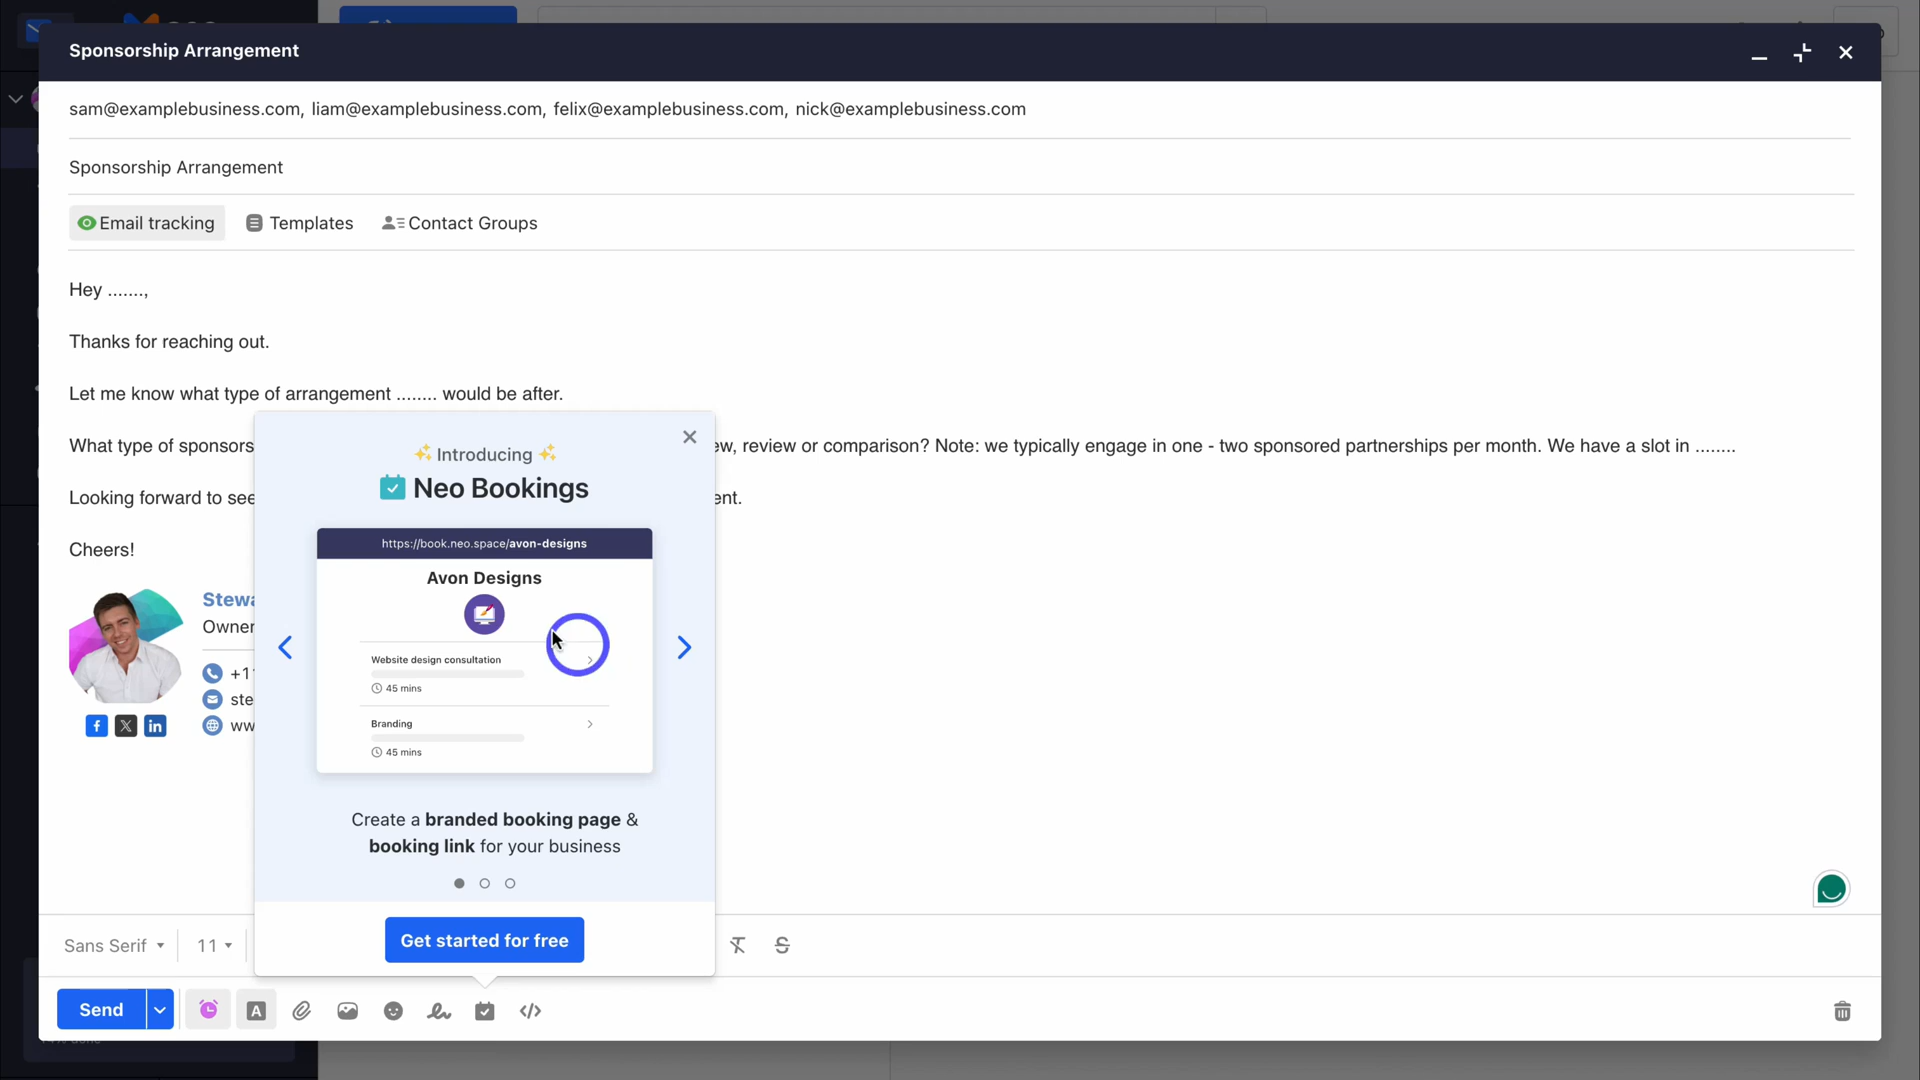 Sponsorship Arrangement
sam@examplebusiness.com, liam@examplebusiness.com, felix@examplebusiness.com, nick@examplebusiness.com
Sponsorship Arrangement
Email tracking Templates Contact Groups
Hey .......,
Thanks for reaching out.
Let me know what type of arrangement ........ would be after.
What type of review or comparison? Note: we typically engage in one - two sponsored partnerships per month. We have a slot in ........
Looking forward to
Cheers!
Owner
Introducing
Neo Bookings
https://book.neo.space/avon-designs
Avon Designs
Website design consultation
45 mins
Branding
45 mins
Create a branded booking page &
booking link for your business
Get started for free
Sans Serif 11
Send A